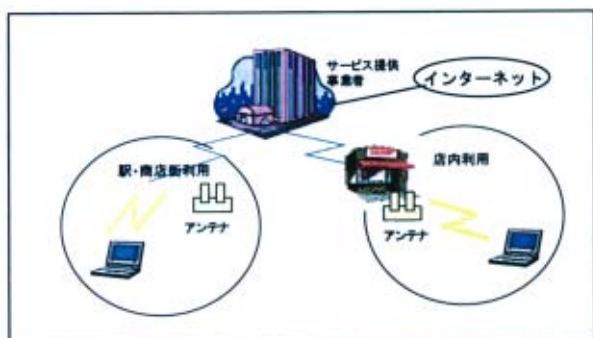 サービス提供
事業者
インターネット
駅・商店街利用
アンテナ
店内利用
アンテナ